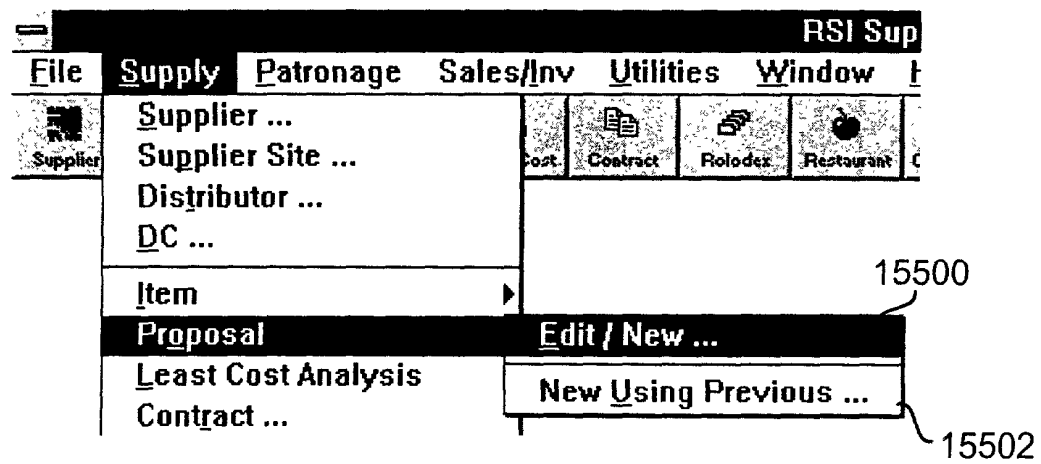 RSI Sup
File Supply Patronage Sales/Inv Utilities Window
Supplier Cost Contract Rolodex Restaurant
Supplier ...
Supplier Site ...
Distributor ...
DC ...
Item
Proposal
Least Cost Analysis
Contract ...
Edit / New ...
New Using Previous ...
15500
15502